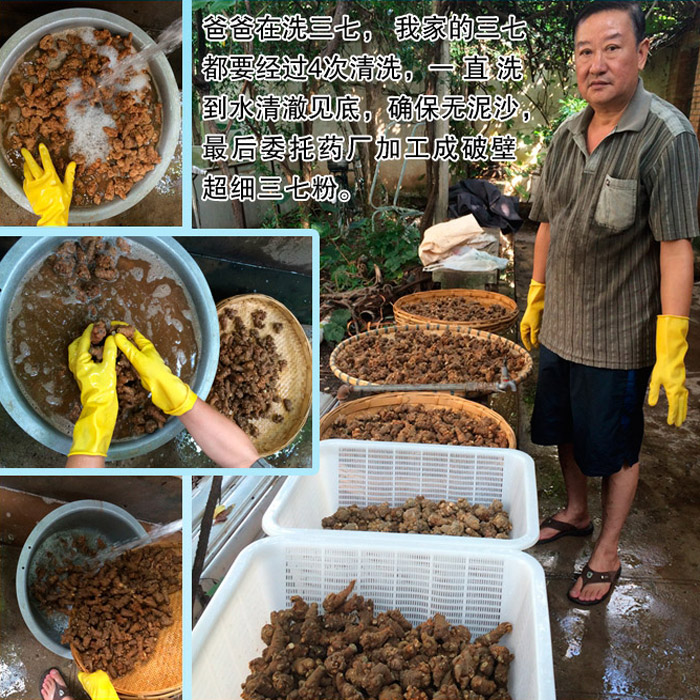 爸爸在洗三七，我家的三七
都要经过4次清洗，一直洗
到水清澈见底，确保无泥沙，
最后委托药厂加工成破壁
超细三七粉。